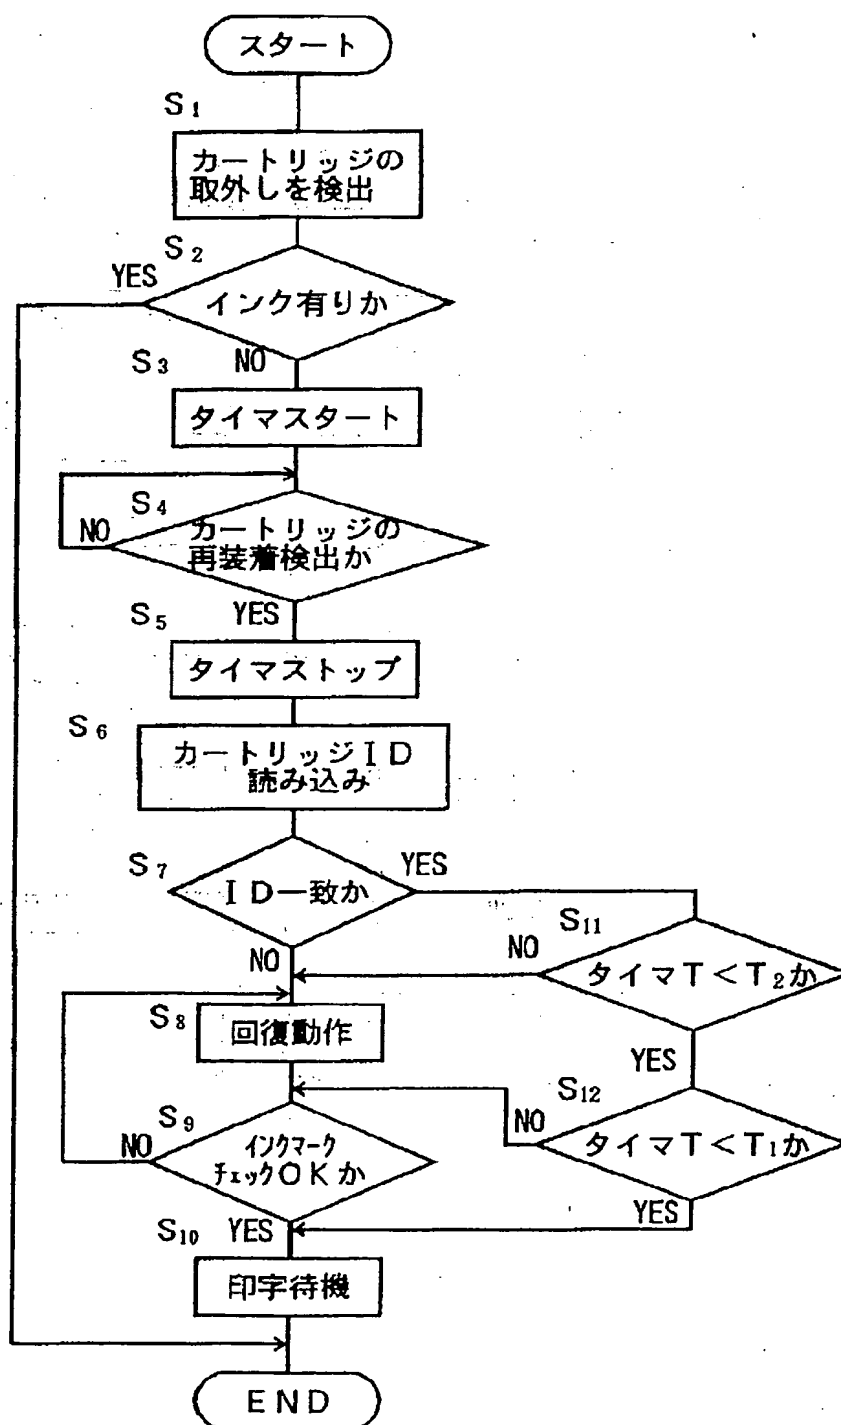 スタート
S1
カートリッジの
取外しを検出
S2
YES
インク有りか
S3
NO
タイマスタート
S4
NO
カートリッジの
再装着検出か
S5
YES
タイマストップ
S6
カートリッジID
読み込み
S7
YES
ID一致か
S11
NO
NO
タイマT<T2か
S8
回復動作
YES
S12
S9
NO
NO
インクマーク
チェックOKか
タイマT<T1か
S10
YES
YES
印字待機
END